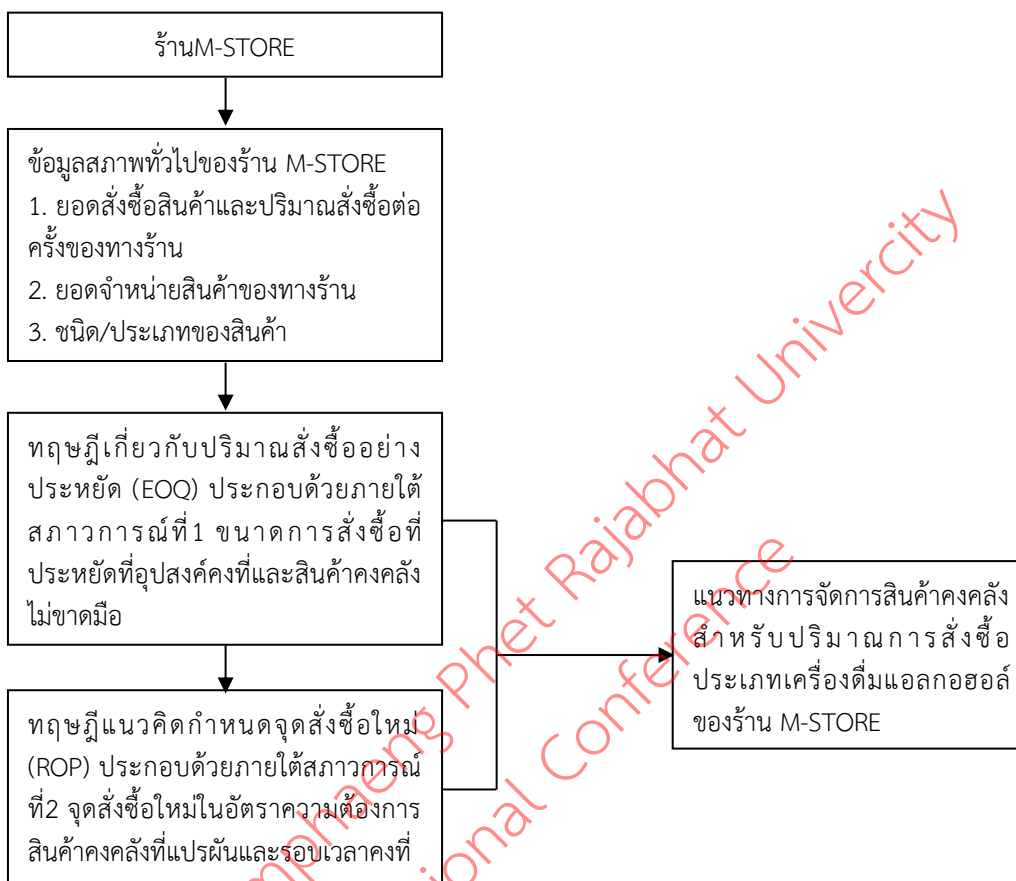 ร้านM-STORE
ข้อมูลสภาพทั่วไปของร้าน M-STORE
1. ยอดสั่งซื้อสินค้าและปริมาณสั่งซื้อต่อ
ครั้งของทางร้าน
2. ยอดจำหน่ายสินค้าของทางร้าน
3. ชนิด/ประเภทของสินค้า
ทฤษฎีเกี่ยวกับปริมาณสั่งซื้ออย่าง
ประหยัด (EOQ) ประกอบด้วยภายใต้
สภาวการณ์ที่1 ขนาดการสั่งซื้อที่
ประหยัดที่อุปสงค์คงที่และสินค้าคงคลัง
ไม่ขาดมือ
ทฤษฎีแนวคิดกำหนดจุดสั่งซื้อใหม่
(ROP) ประกอบด้วยภายใต้สภาวการณ์
ที่2 จุดสั่งซื้อใหม่ในอัตราความต้องการ
สินค้าคงคลังที่แปรผันและรอบเวลาคงที่
แนวทางการจัดการสินค้าคงคลัง
สำหรับปริมาณการสั่งซื้อ
ประเภทเครื่องดื่มแอลกอฮอล์
ของร้าน M-STORE
mphaeng Phet Rajabhat Univercity
ional Conference